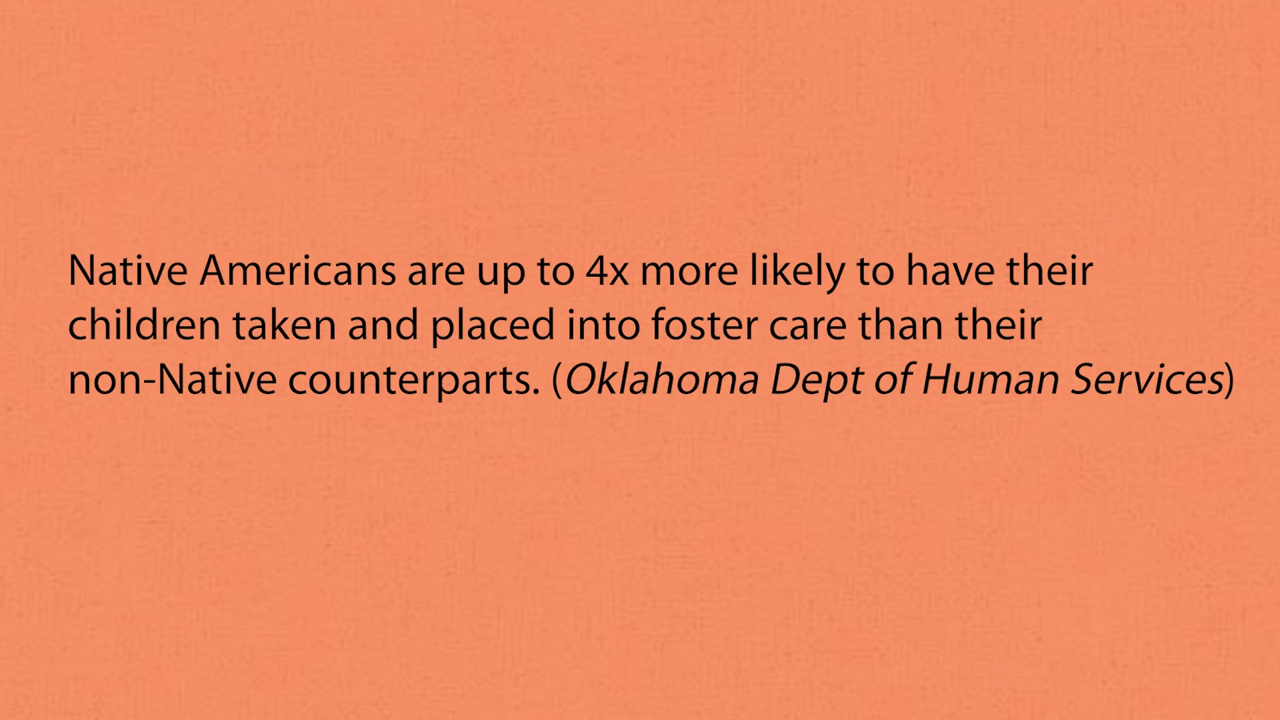 Native Americans are up to 4x more likely to have their
children taken and placed into foster care than their
non-Native counterparts. (Oklahoma Dept of Human Services)